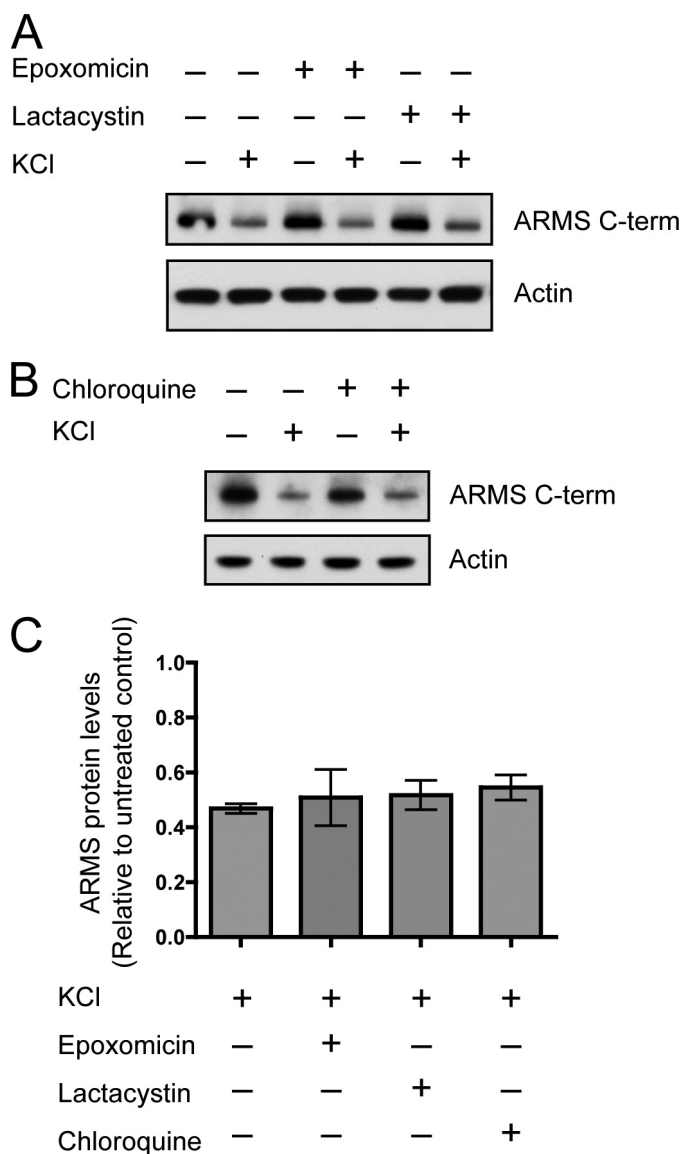 A
Epoxomicin – – + + – –
Lactacystin – – – – + +
KCl – + – + – +
ARMS C-term
Actin
B
Chloroquine – – + +
KCl – + – +
ARMS C-term
Actin
C
ARMS protein levels
(Relative to untreated control)
1.0
0.8
0.6
0.4
0.2
0.0
KCl + + + +
Epoxomicin – + – –
Lactacystin – – + –
Chloroquine – – – +